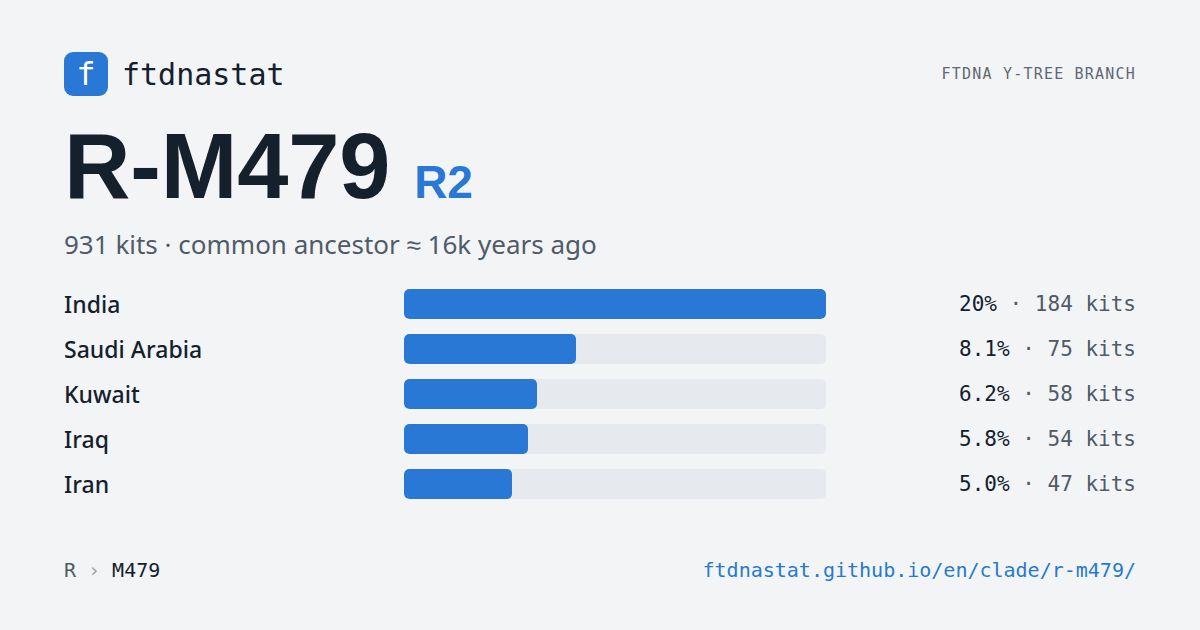 f ftdnastat
FTDNA Y-TREE BRANCH
R-M479 R2
931 kits · common ancestor ≈ 16k years ago
India 20% · 184 kits
Saudi Arabia 8.1% · 75 kits
Kuwait 6.2% · 58 kits
Iraq 5.8% · 54 kits
Iran 5.0% · 47 kits
R › M479
ftdnastat.github.io/en/clade/r-m479/